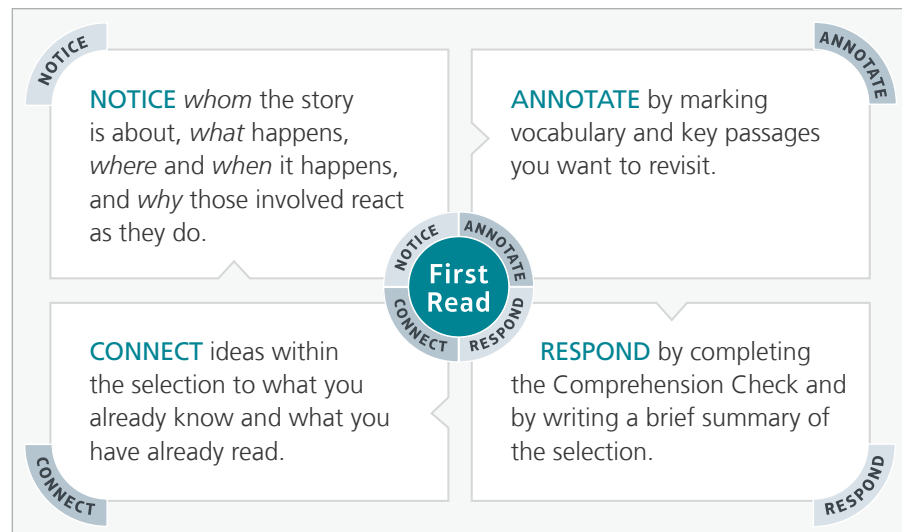 NOTICE
NOTICE whom the story
is about, what happens,
where and when it happens,
and why those involved react
as they do.
ANNOTATE
ANNOTATE by marking
vocabulary and key passages
you want to revisit.
NOTICE
ANNOTATE
First
Read
CONNECT
RESPOND
CONNECT ideas within
the selection to what you
already know and what you
have already read.
CONNECT
RESPOND by completing
the Comprehension Check and
by writing a brief summary of
the selection.
RESPOND